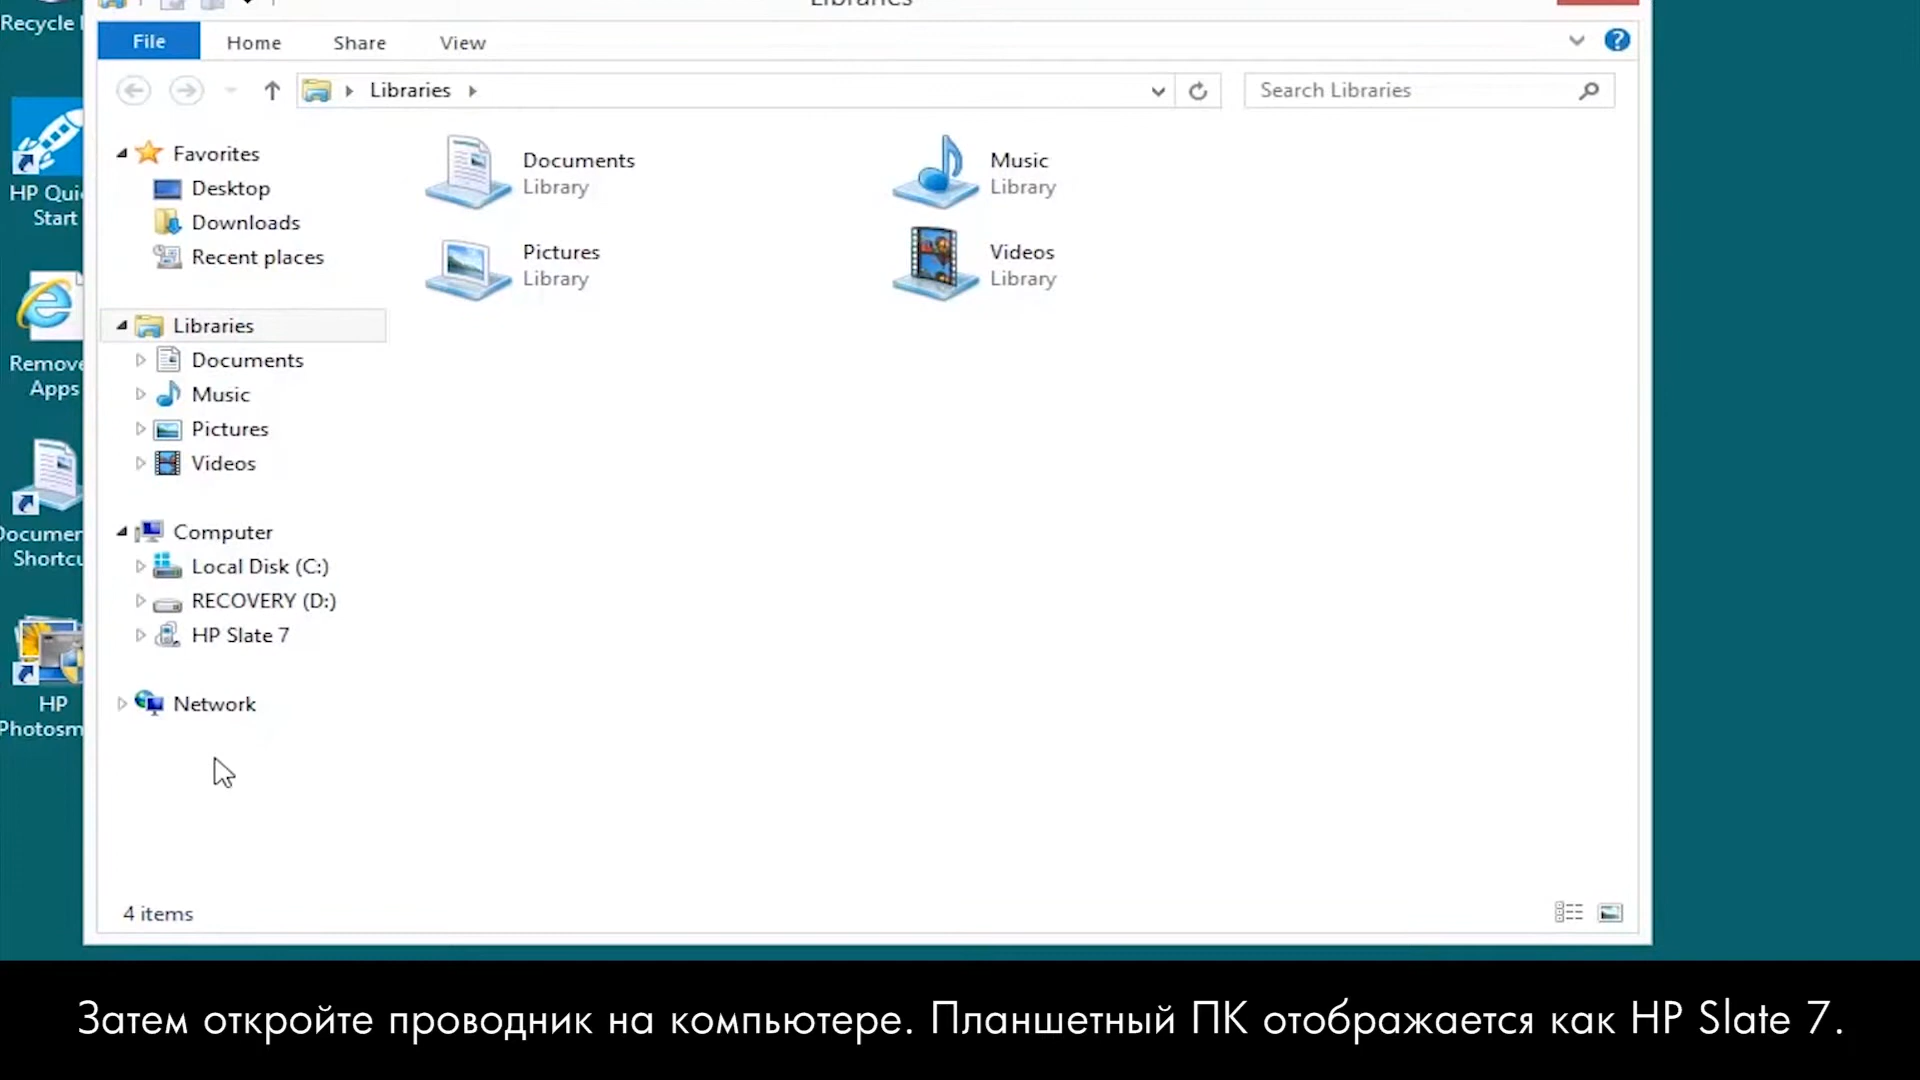 Recycle
Libraries
File Home Share View
Libraries
Search Libraries
HP Qui
Start
Remove
Apps
Documen
Shortcu
HP
Photosm
Favorites
Desktop
Downloads
Recent places
Libraries
Documents
Music
Pictures
Videos
Computer
Local Disk (C:)
RECOVERY (D:)
HP Slate 7
Network
Documents
Library
Music
Library
Pictures
Library
Videos
Library
4 items
Затем откройте проводник на компьютере. Планшетный ПК отображается как HP Slate 7.